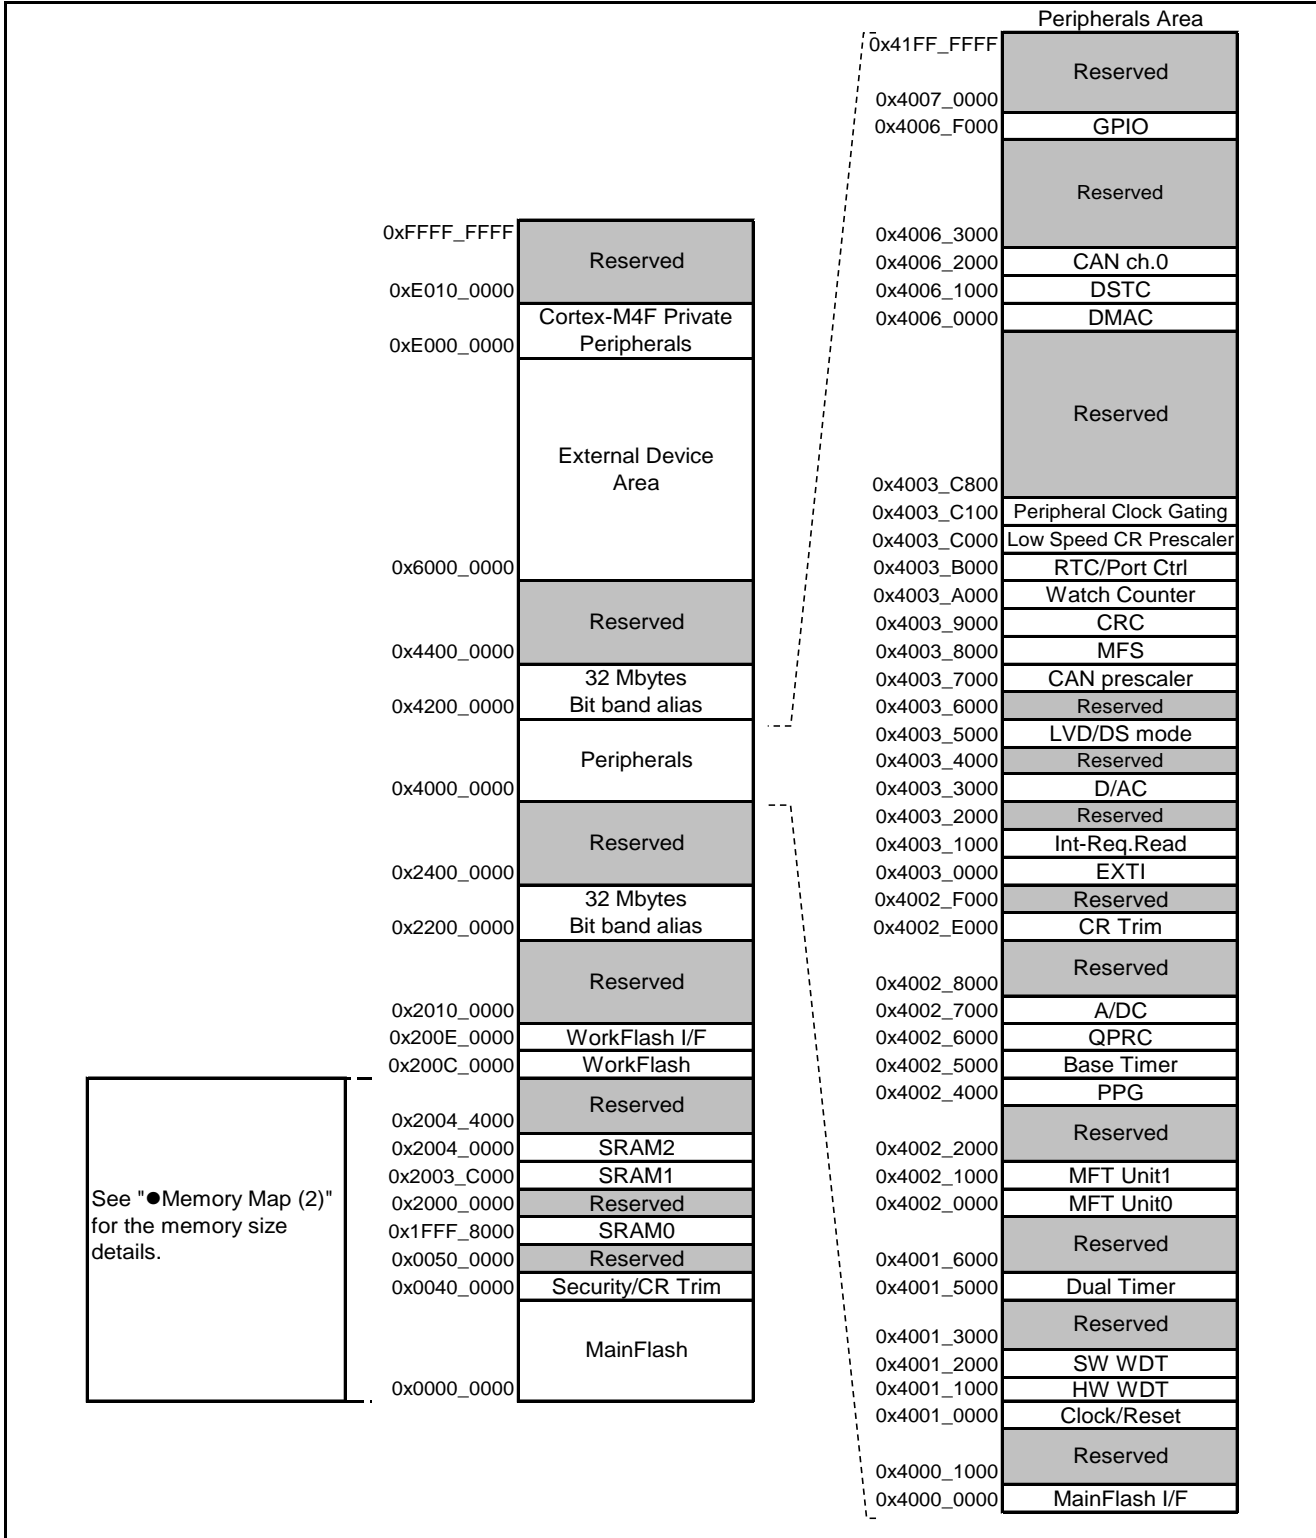 Peripherals Area
0x41FF_FFFF
Reserved
0x4007_0000
0x4006_F000 GPIO
Reserved
0x4006_3000
0x4006_2000 CAN ch.0
0x4006_1000 DSTC
0x4006_0000 DMAC
Reserved
0x4003_C800
0x4003_C100 Peripheral Clock Gating
0x4003_C000 Low Speed CR Prescaler
0x4003_B000 RTC/Port Ctrl
0x4003_A000 Watch Counter
0x4003_9000 CRC
0x4003_8000 MFS
0x4003_7000 CAN prescaler
0x4003_6000 Reserved
0x4003_5000 LVD/DS mode
0x4003_4000 Reserved
0x4003_3000 D/AC
0x4003_2000 Reserved
0x4003_1000 Int-Req.Read
0x4003_0000 EXTI
0x4002_F000 Reserved
0x4002_E000 CR Trim
Reserved
0x4002_8000
0x4002_7000 A/DC
0x4002_6000 QPRC
0x4002_5000 Base Timer
0x4002_4000 PPG
Reserved
0x4002_2000
0x4002_1000 MFT Unit1
0x4002_0000 MFT Unit0
Reserved
0x4001_6000
0x4001_5000 Dual Timer
Reserved
0x4001_3000
0x4001_2000 SW WDT
0x4001_1000 HW WDT
0x4001_0000 Clock/Reset
Reserved
0x4000_1000
0x4000_0000 MainFlash I/F
0xFFFF_FFFF
Reserved
0xE010_0000
Cortex-M4F Private
0xE000_0000 Peripherals
External Device
Area
0x6000_0000
Reserved
0x4400_0000
32 Mbytes
0x4200_0000 Bit band alias
Peripherals
0x4000_0000
Reserved
0x2400_0000
32 Mbytes
0x2200_0000 Bit band alias
Reserved
0x2010_0000
0x200E_0000 WorkFlash I/F
0x200C_0000 WorkFlash
Reserved
0x2004_4000
0x2004_0000 SRAM2
0x2003_C000 SRAM1
0x2000_0000 Reserved
0x1FFF_8000 SRAM0
0x0050_0000 Reserved
0x0040_0000 Security/CR Trim
MainFlash
0x0000_0000
See "●Memory Map (2)"
for the memory size
details.